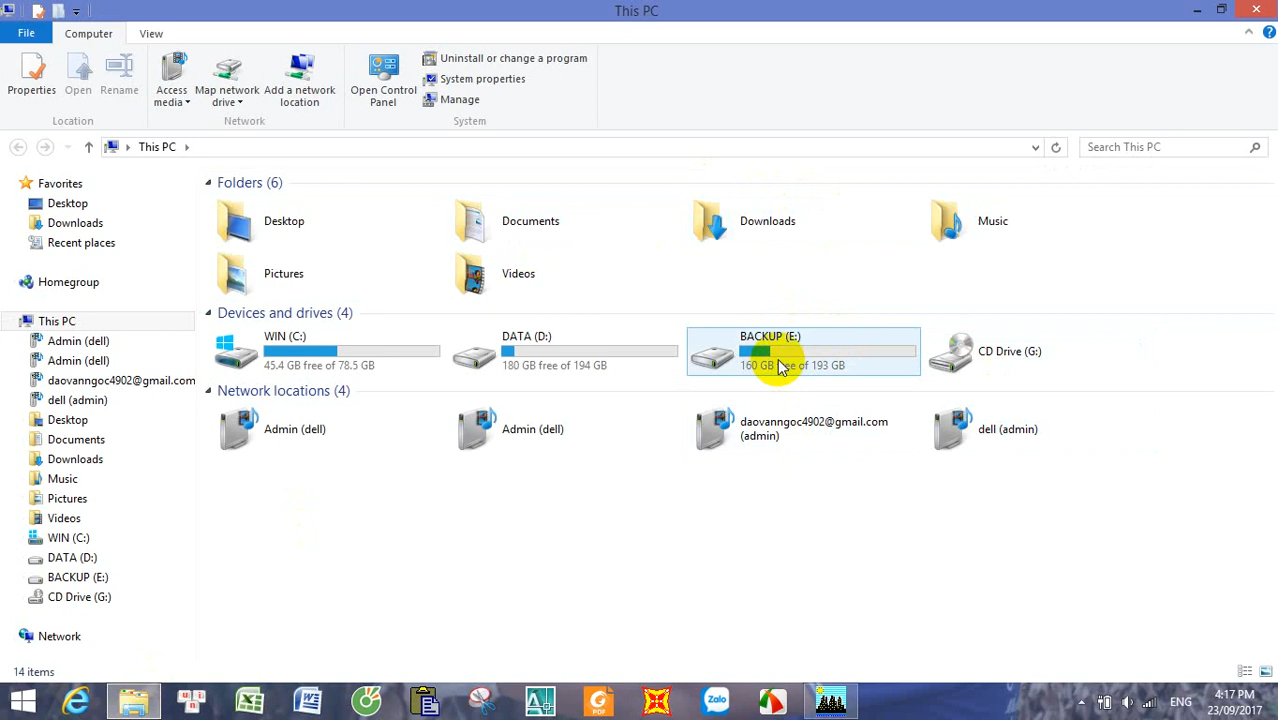 This PC
File
Computer
View
Properties
Open
Rename
Access media
Map network drive
Add a network location
Open Control Panel
Uninstall or change a program
System properties
Manage
Location
Network
System
This PC
Search This PC
Favorites
Desktop
Downloads
Recent places
Homegroup
This PC
Admin (dell)
Admin (dell)
daovanngoc4902@gmail.com
dell (admin)
Desktop
Documents
Downloads
Music
Pictures
Videos
WIN (C:)
DATA (D:)
BACKUP (E:)
CD Drive (G:)
Network
Folders (6)
Desktop
Documents
Downloads
Music
Pictures
Videos
Devices and drives (4)
WIN (C:)
45.4 GB free of 78.5 GB
DATA (D:)
180 GB free of 194 GB
BACKUP (E:)
160 GB free of 193 GB
CD Drive (G:)
Network locations (4)
Admin (dell)
Admin (dell)
daovanngoc4902@gmail.com
(admin)
dell (admin)
14 items
Zalo
ENG
4:17 PM
23/09/2017